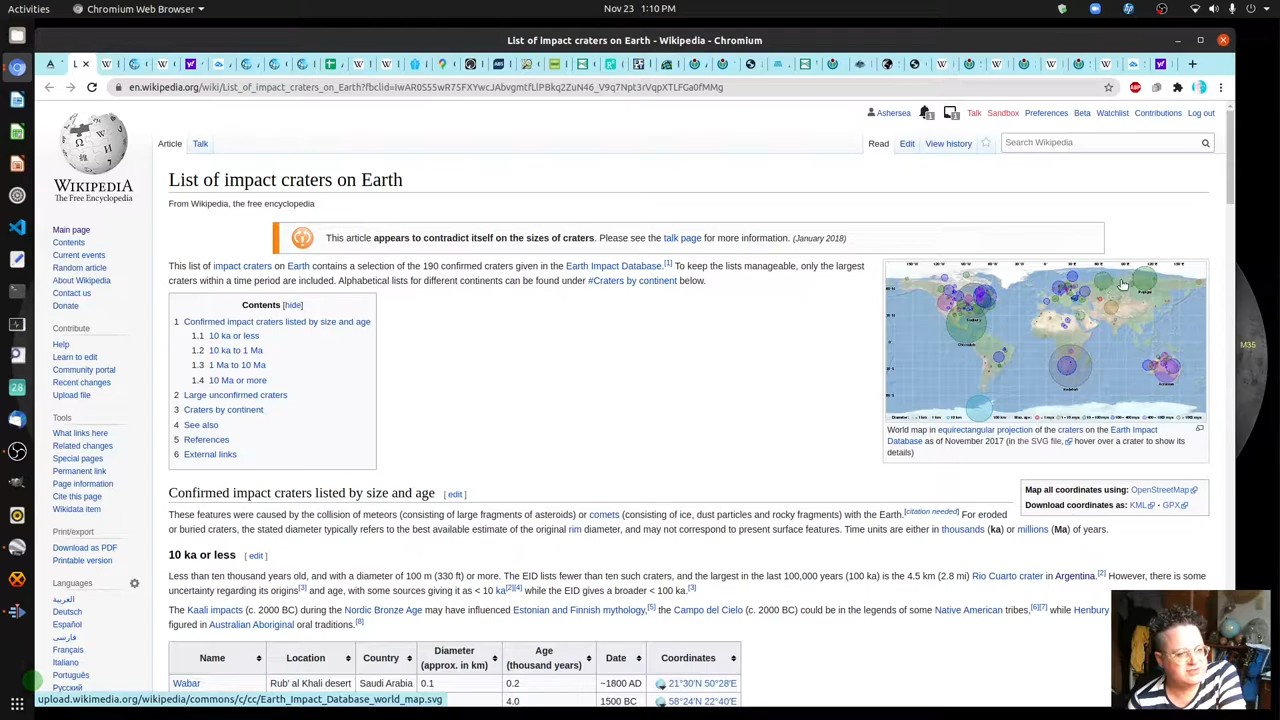 Activities
Chromium Web Browser
Nov 23 1:10 PM
List of impact craters on Earth - Wikipedia - Chromium
en.wikipedia.org/wiki/List_of_impact_craters_on_Earth?fbclid=
Ashersea 1 1 Talk Sandbox Preferences Beta Watchlist Contributions Log out
Article Talk
Read Edit View history
Search Wikipedia
WIKIPEDIA
The Free Encyclopedia
Main page
Contents
Current events
Random article
About Wikipedia
Contact us
Donate
Contribute
Help
Learn to edit
Community portal
Recent changes
Upload file
Tools
What links here
Related changes
Special pages
Permanent link
Page information
Cite this page
Wikidata item
Print/export
Download as PDF
Printable version
Languages
العربية
Deutsch
Español
فارسی
Français
Italiano
Português
Русский
List of impact craters on Earth
From Wikipedia, the free encyclopedia
This article appears to contradict itself on the sizes of craters. Please see the talk page for more information. (January 2018)
This list of impact craters on Earth contains a selection of the 190 confirmed craters given in the Earth Impact Database.[1] To keep the lists manageable, only the largest
craters within a time period are included. Alphabetical lists for different continents can be found under #Craters by continent below.
Contents [hide]
1 Confirmed impact craters listed by size and age
1.1 10 ka or less
1.2 10 ka to 1 Ma
1.3 1 Ma to 10 Ma
1.4 10 Ma or more
2 Large unconfirmed craters
3 Craters by continent
4 See also
5 References
6 External links
World map in equirectangular projection of the craters on the Earth Impact
Database as of November 2017 (in the SVG file, hover over a crater to show its
details)
M35
Map all coordinates using: OpenStreetMap
Download coordinates as: KML · GPX
Confirmed impact craters listed by size and age [ edit ]
These features were caused by the collision of meteors (consisting of large fragments of asteroids) or comets (consisting of ice, dust particles and rocky fragments) with the Earth.[citation needed] For eroded
or buried craters, the stated diameter typically refers to the best available estimate of the original rim diameter, and may not correspond to present surface features. Time units are either in thousands (ka) or millions (Ma) of years.
10 ka or less [ edit ]
Less than ten thousand years old, and with a diameter of 100 m (330 ft) or more. The EID lists fewer than ten such craters, and the largest in the last 100,000 years (100 ka) is the 4.5 km (2.8 mi) Rio Cuarto crater in Argentina.[2] However, there is some
uncertainty regarding its origins[3] and age, with some sources giving it as < 10 ka[2][4] while the EID gives a broader < 100 ka.[3]
The Kaali impacts (c. 2000 BC) during the Nordic Bronze Age may have influenced Estonian and Finnish mythology,[5] the Campo del Cielo (c. 2000 BC) could be in the legends of some Native American tribes,[6][7] while Henbury
figured in Australian Aboriginal oral traditions.[8]
Name Location Country Diameter (approx. in km) Age (thousand years) Date Coordinates
Wabar Rub' al Khali desert Saudi Arabia 0.1 0.2 ~1800 AD 21°30′N 50°28′E
4.0 1500 BC 58°24′N 22°40′E
upload.wikimedia.org/wikipedia/commons/c/cc/Earth_Impact_Database_world_map.svg